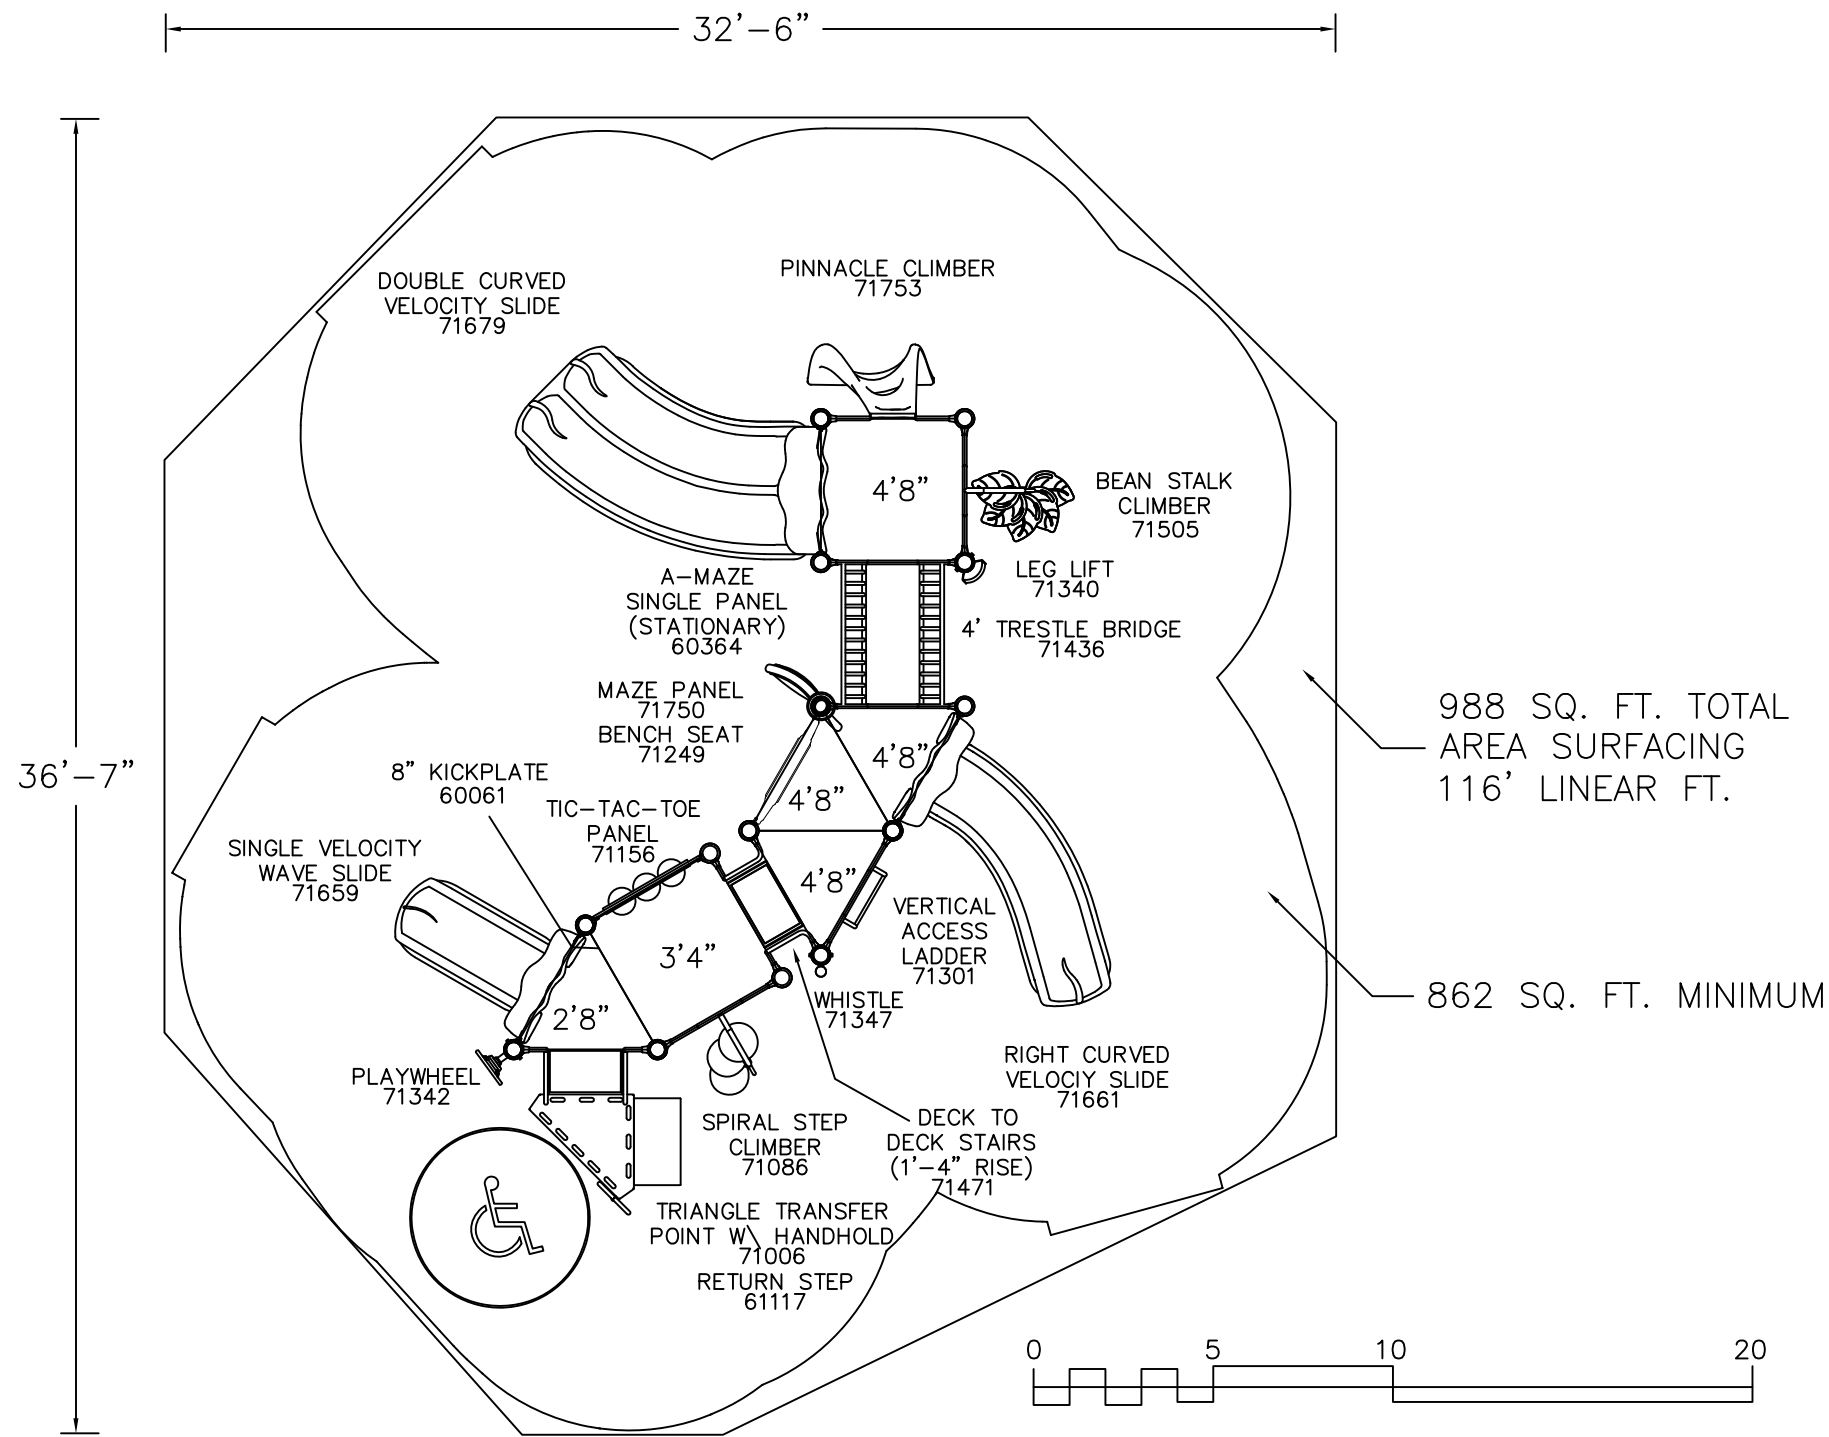 32'-6"
DOUBLE CURVED
VELOCITY SLIDE
71679
PINNACLE CLIMBER
71753
4'8"
BEAN STALK
CLIMBER
71505
A-MAZE
SINGLE PANEL
(STATIONARY)
60364
LEG LIFT
71340
4' TRESTLE BRIDGE
71436
MAZE PANEL
71750
BENCH SEAT
71249
988 SQ. FT. TOTAL
AREA SURFACING
116' LINEAR FT.
36'-7"
8" KICKPLATE
60061
4'8"
4'8"
TIC-TAC-TOE
PANEL
71156
SINGLE VELOCITY
WAVE SLIDE
71659
4'8"
VERTICAL
ACCESS
LADDER
71301
3'4"
2'8"
WHISTLE
71347
862 SQ. FT. MINIMUM
PLAYWHEEL
71342
RIGHT CURVED
VELOCIY SLIDE
71661
SPIRAL STEP
CLIMBER
71086
DECK TO
DECK STAIRS
(1'-4" RISE)
71471
TRIANGLE TRANSFER
POINT W\ HANDHOLD
71006
RETURN STEP
61117
0 5 10 20